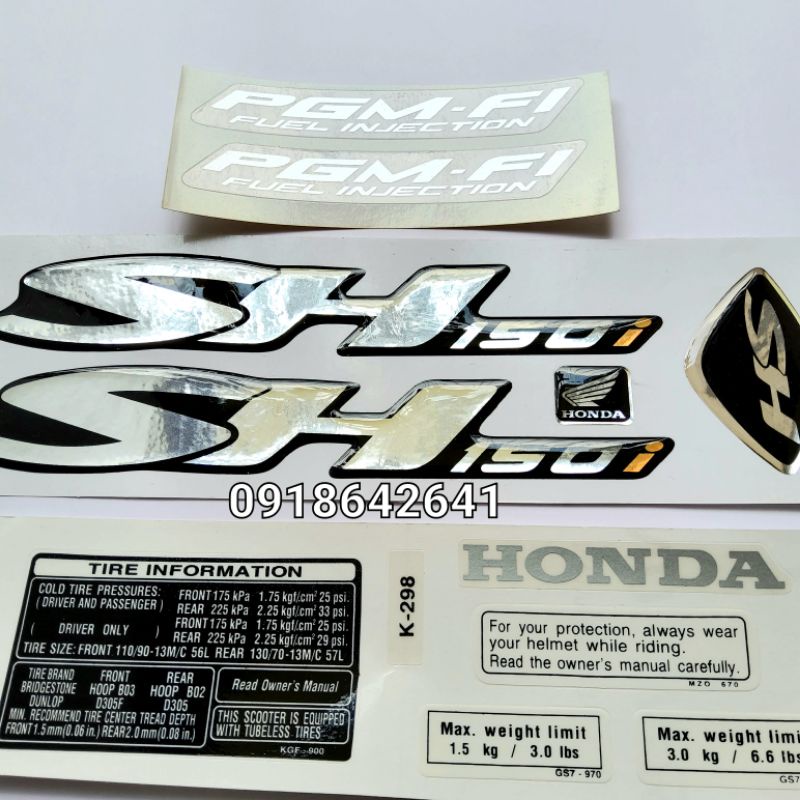 PGM-FI
FUEL INJECTION
PGM-FI
FUEL INJECTION
SH150i
SH
HONDA
SH150i
0918642641
TIRE INFORMATION
COLD TIRE PRESSURES:
(DRIVER AND PASSENGER)
FRONT 175 kPa 1.75 kgf/cm² 25 psi.
REAR 225 kPa 2.25 kgf/cm² 33 psi.
(DRIVER ONLY)
FRONT 175 kPa 1.75 kgf/cm² 25 psi.
REAR 225 kPa 2.25 kgf/cm² 29 psi.
TIRE SIZE: FRONT 110/90-13M/C 56L REAR 130/70-13M/C 57L
TIRE BRAND FRONT REAR
BRIDGESTONE HOOP B03 HOOP B02
DUNLOP D305F D305
MIN. RECOMMEND TIRE CENTER TREAD DEPTH
FRONT 1.5mm (0.06 in.) REAR 2.0mm (0.08 in.)
Read Owner's Manual
THIS SCOOTER IS EQUIPPED
WITH TUBELESS TIRES
KGF-900
K-298
HONDA
For your protection, always wear
your helmet while riding.
Read the owner's manual carefully.
MZ0 670
Max. weight limit
1.5 kg / 3.0 lbs
GS7-970
Max. weight limit
3.0 kg / 6.6 lbs
GS7